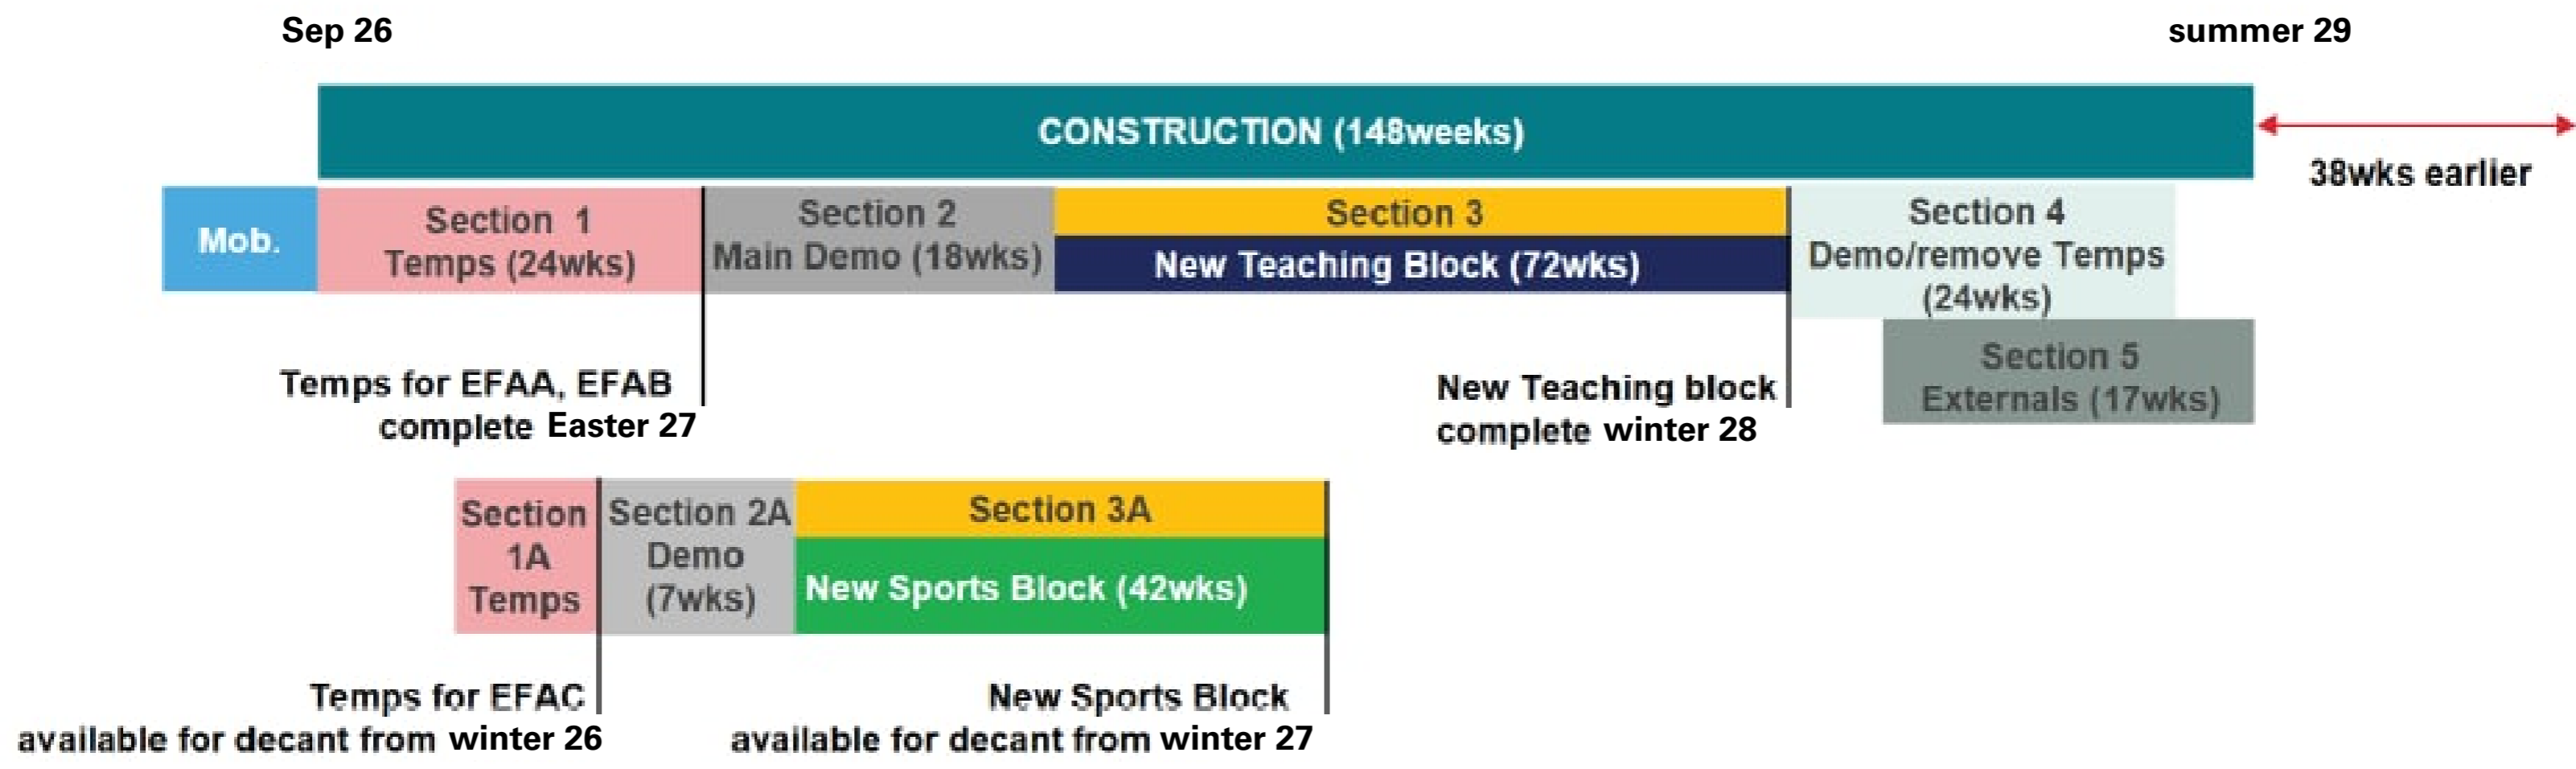 Sep 26
summer 29
CONSTRUCTION (148weeks)
38wks earlier
Mob.
Section 1
Temps (24wks)
Section 2
Main Demo (18wks)
Section 3
New Teaching Block (72wks)
Section 4
Demo/remove Temps
(24wks)
Section 5
Externals (17wks)
Temps for EFAA, EFAB
complete Easter 27
New Teaching block
complete winter 28
Section
1A
Temps
Section 2A
Demo
(7wks)
Section 3A
New Sports Block (42wks)
Temps for EFAC
available for decant from winter 26
New Sports Block
available for decant from winter 27